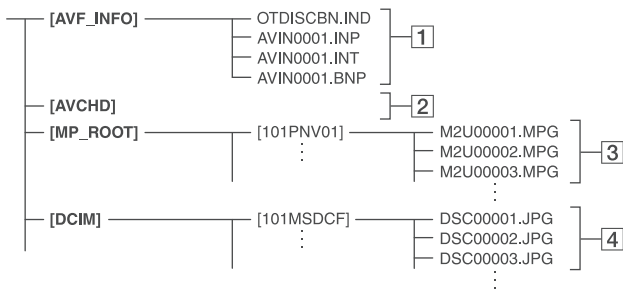 [AVF_INFO] OTDISCBN.IND
AVIN0001.INP 1
AVIN0001.INT
AVIN0001.BNP
[AVCHD] 2
[MP_ROOT] [101PNV01] M2U00001.MPG
M2U00002.MPG 3
M2U00003.MPG
[DCIM] [101MSDCF] DSC00001.JPG
DSC00002.JPG 4
DSC00003.JPG